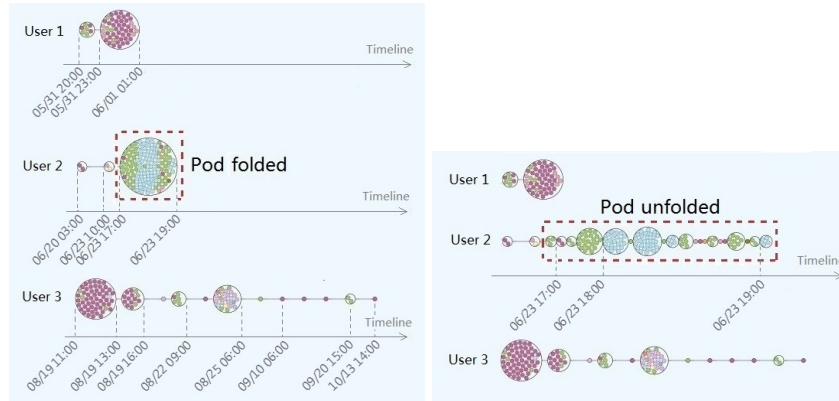 User 1
Timeline
05/31 20:00
05/31 23:00
06/01 01:00
User 2
Pod folded
Timeline
06/20 03:00
06/23 10:00
06/23 17:00
06/23 19:00
User 3
Timeline
08/19 11:00
08/19 13:00
08/19 16:00
08/22 09:00
08/25 06:00
09/10 06:00
09/20 15:00
10/13 14:00
User 1
Pod unfolded
User 2
Timeline
06/23 17:00
06/23 18:00
06/23 19:00
User 3